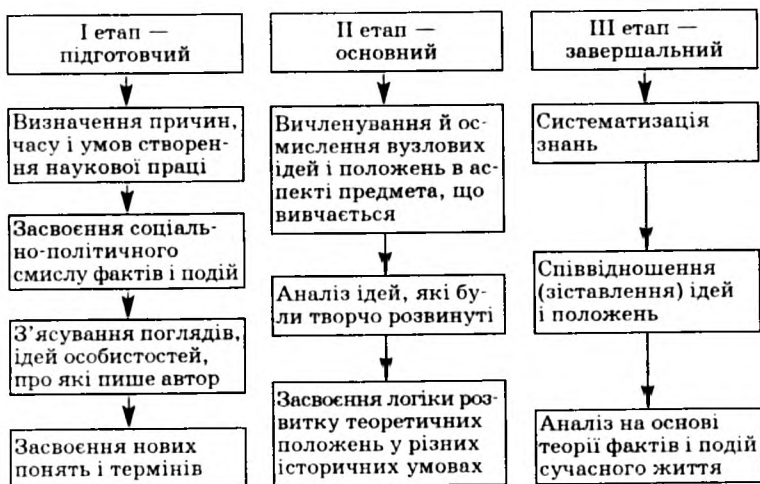 I етап —
підготовчий
Визначення причин,
часу і умов створен-
ня наукової праці
Засвоєння соціаль-
но-політичного
смислу фактів і подій
З’ясування поглядів,
ідей особистостей,
про які пише автор
Засвоєння нових
понять і термінів
II етап —
основний
Вичленування й ос-
мислення вузлових
ідей і положень в ас-
пекті предмета, що
вивчається
Аналіз ідей, які бу-
ли творчо розвинуті
Засвоєння логіки роз-
витку теоретичних
положень у різних
історичних умовах
III етап —
завершальний
Систематизація
знань
Співвідношення
(зіставлення) ідей
і положень
Аналіз на основі
теорії фактів і подій
сучасного життя